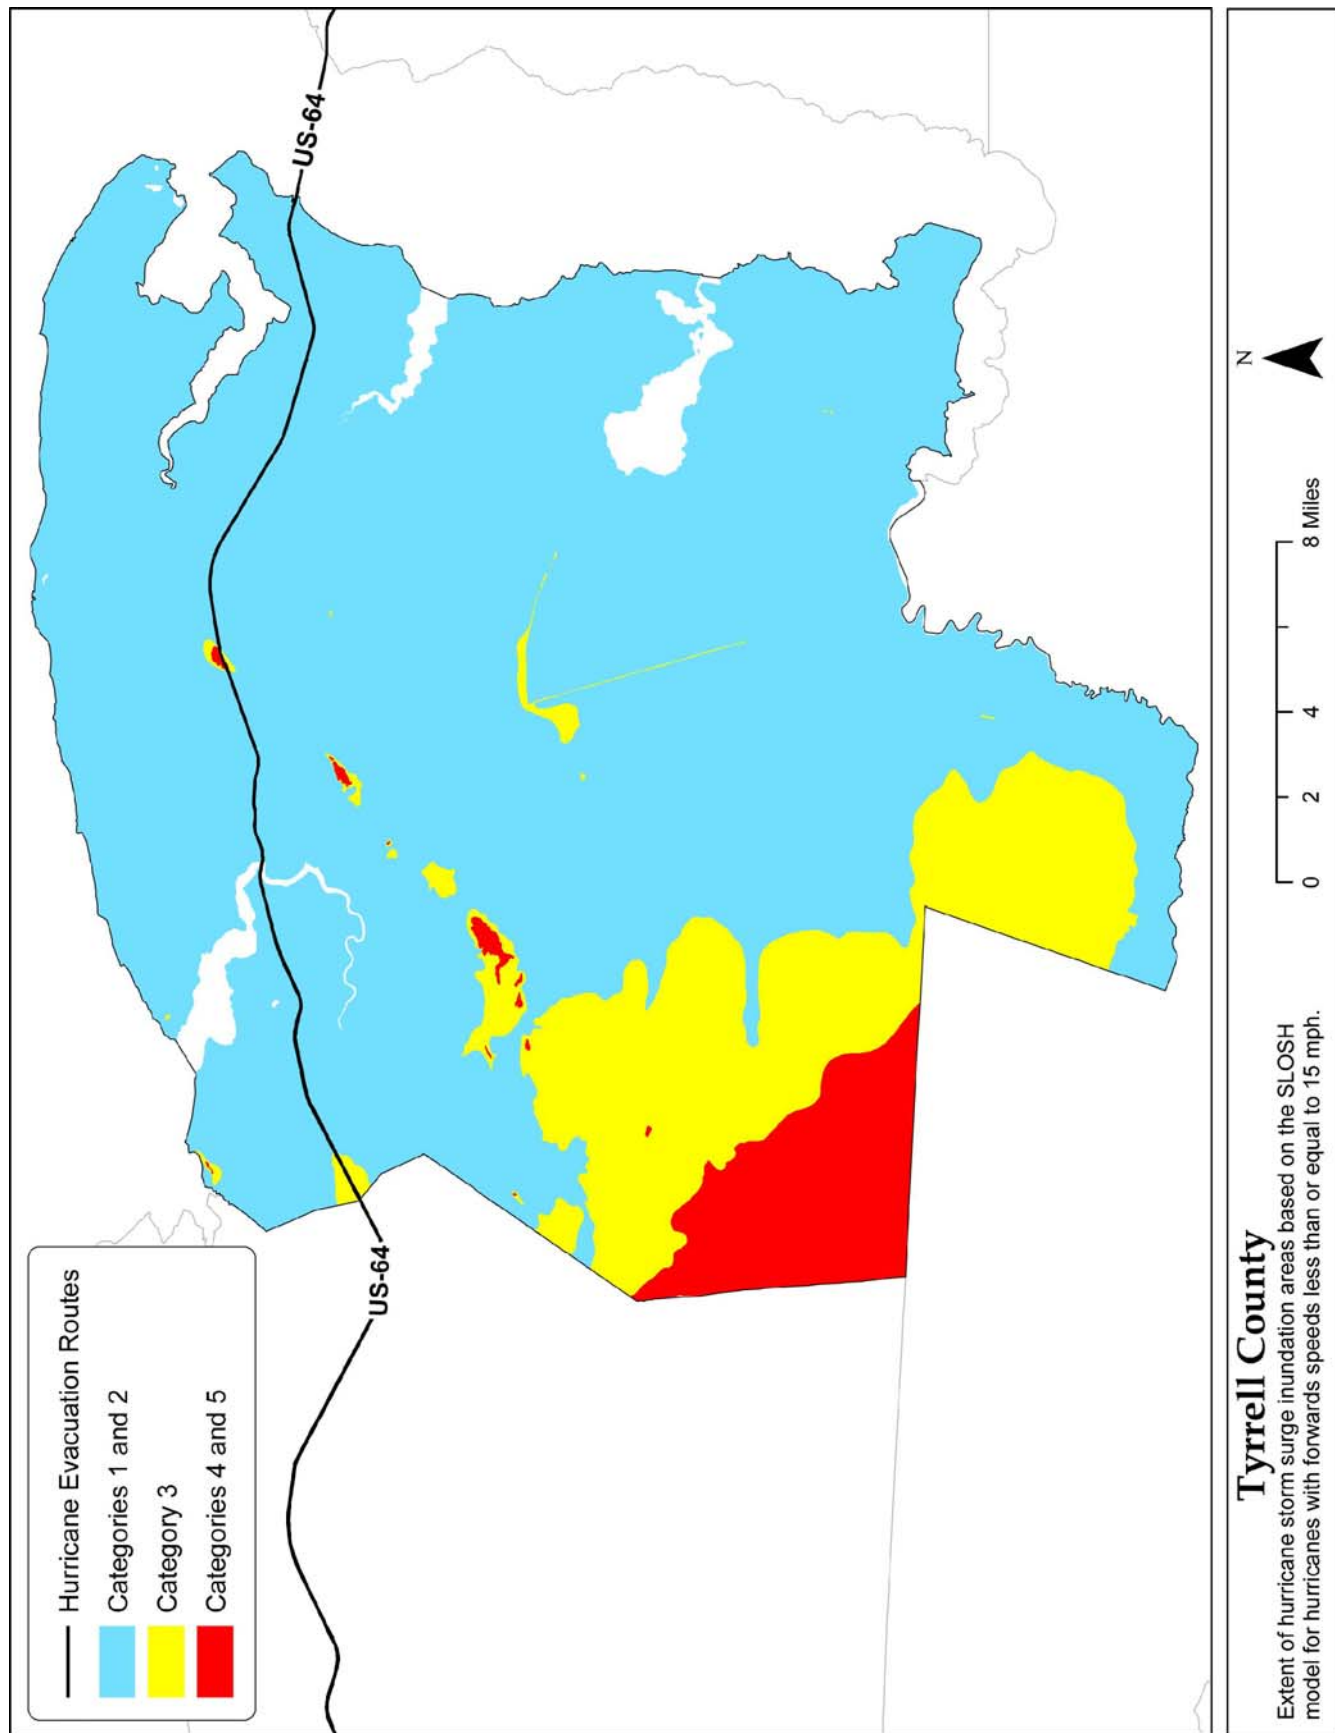 Hurricane Evacuation Routes
Categories 1 and 2
Category 3
Categories 4 and 5
US-64
US-64
Tyrrell County
Extent of hurricane storm surge inundation areas based on the SLOSH
model for hurricanes with forwards speeds less than or equal to 15 mph.
0 2 4 8 Miles
N